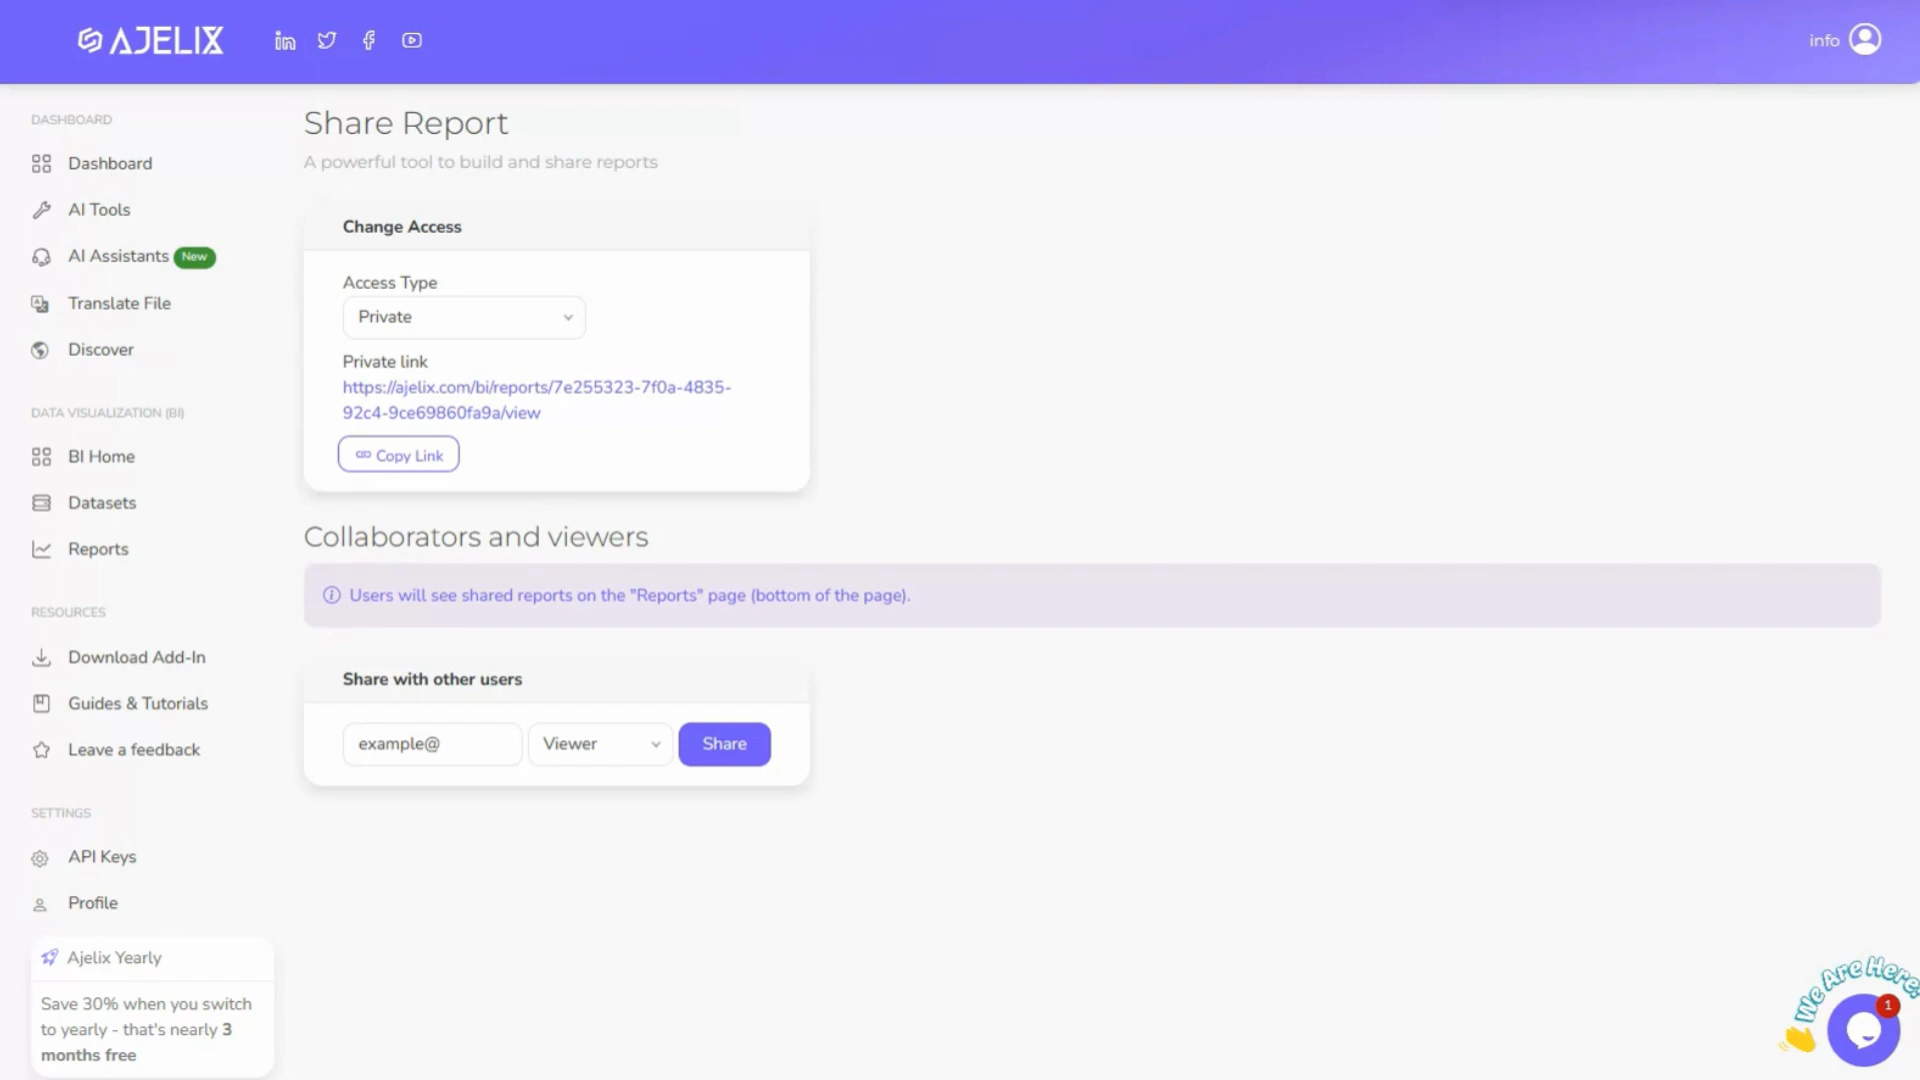 AJELIX
info
DASHBOARD
Dashboard
AI Tools
AI Assistants New
Translate File
Discover
DATA VISUALIZATION (BI)
BI Home
Datasets
Reports
RESOURCES
Download Add-In
Guides & Tutorials
Leave a feedback
SETTINGS
API Keys
Profile
Ajelix Yearly
Save 30% when you switch
to yearly - that's nearly 3
months free
Share Report
A powerful tool to build and share reports
Change Access
Access Type
Private
Private link
https://ajelix.com/bi/reports/7e255323-7f0a-4835-
92c4-9ce69860fa9a/view
Copy Link
Collaborators and viewers
Users will see shared reports on the "Reports" page (bottom of the page).
Share with other users
example@
Viewer
Share
We Are Here!
1